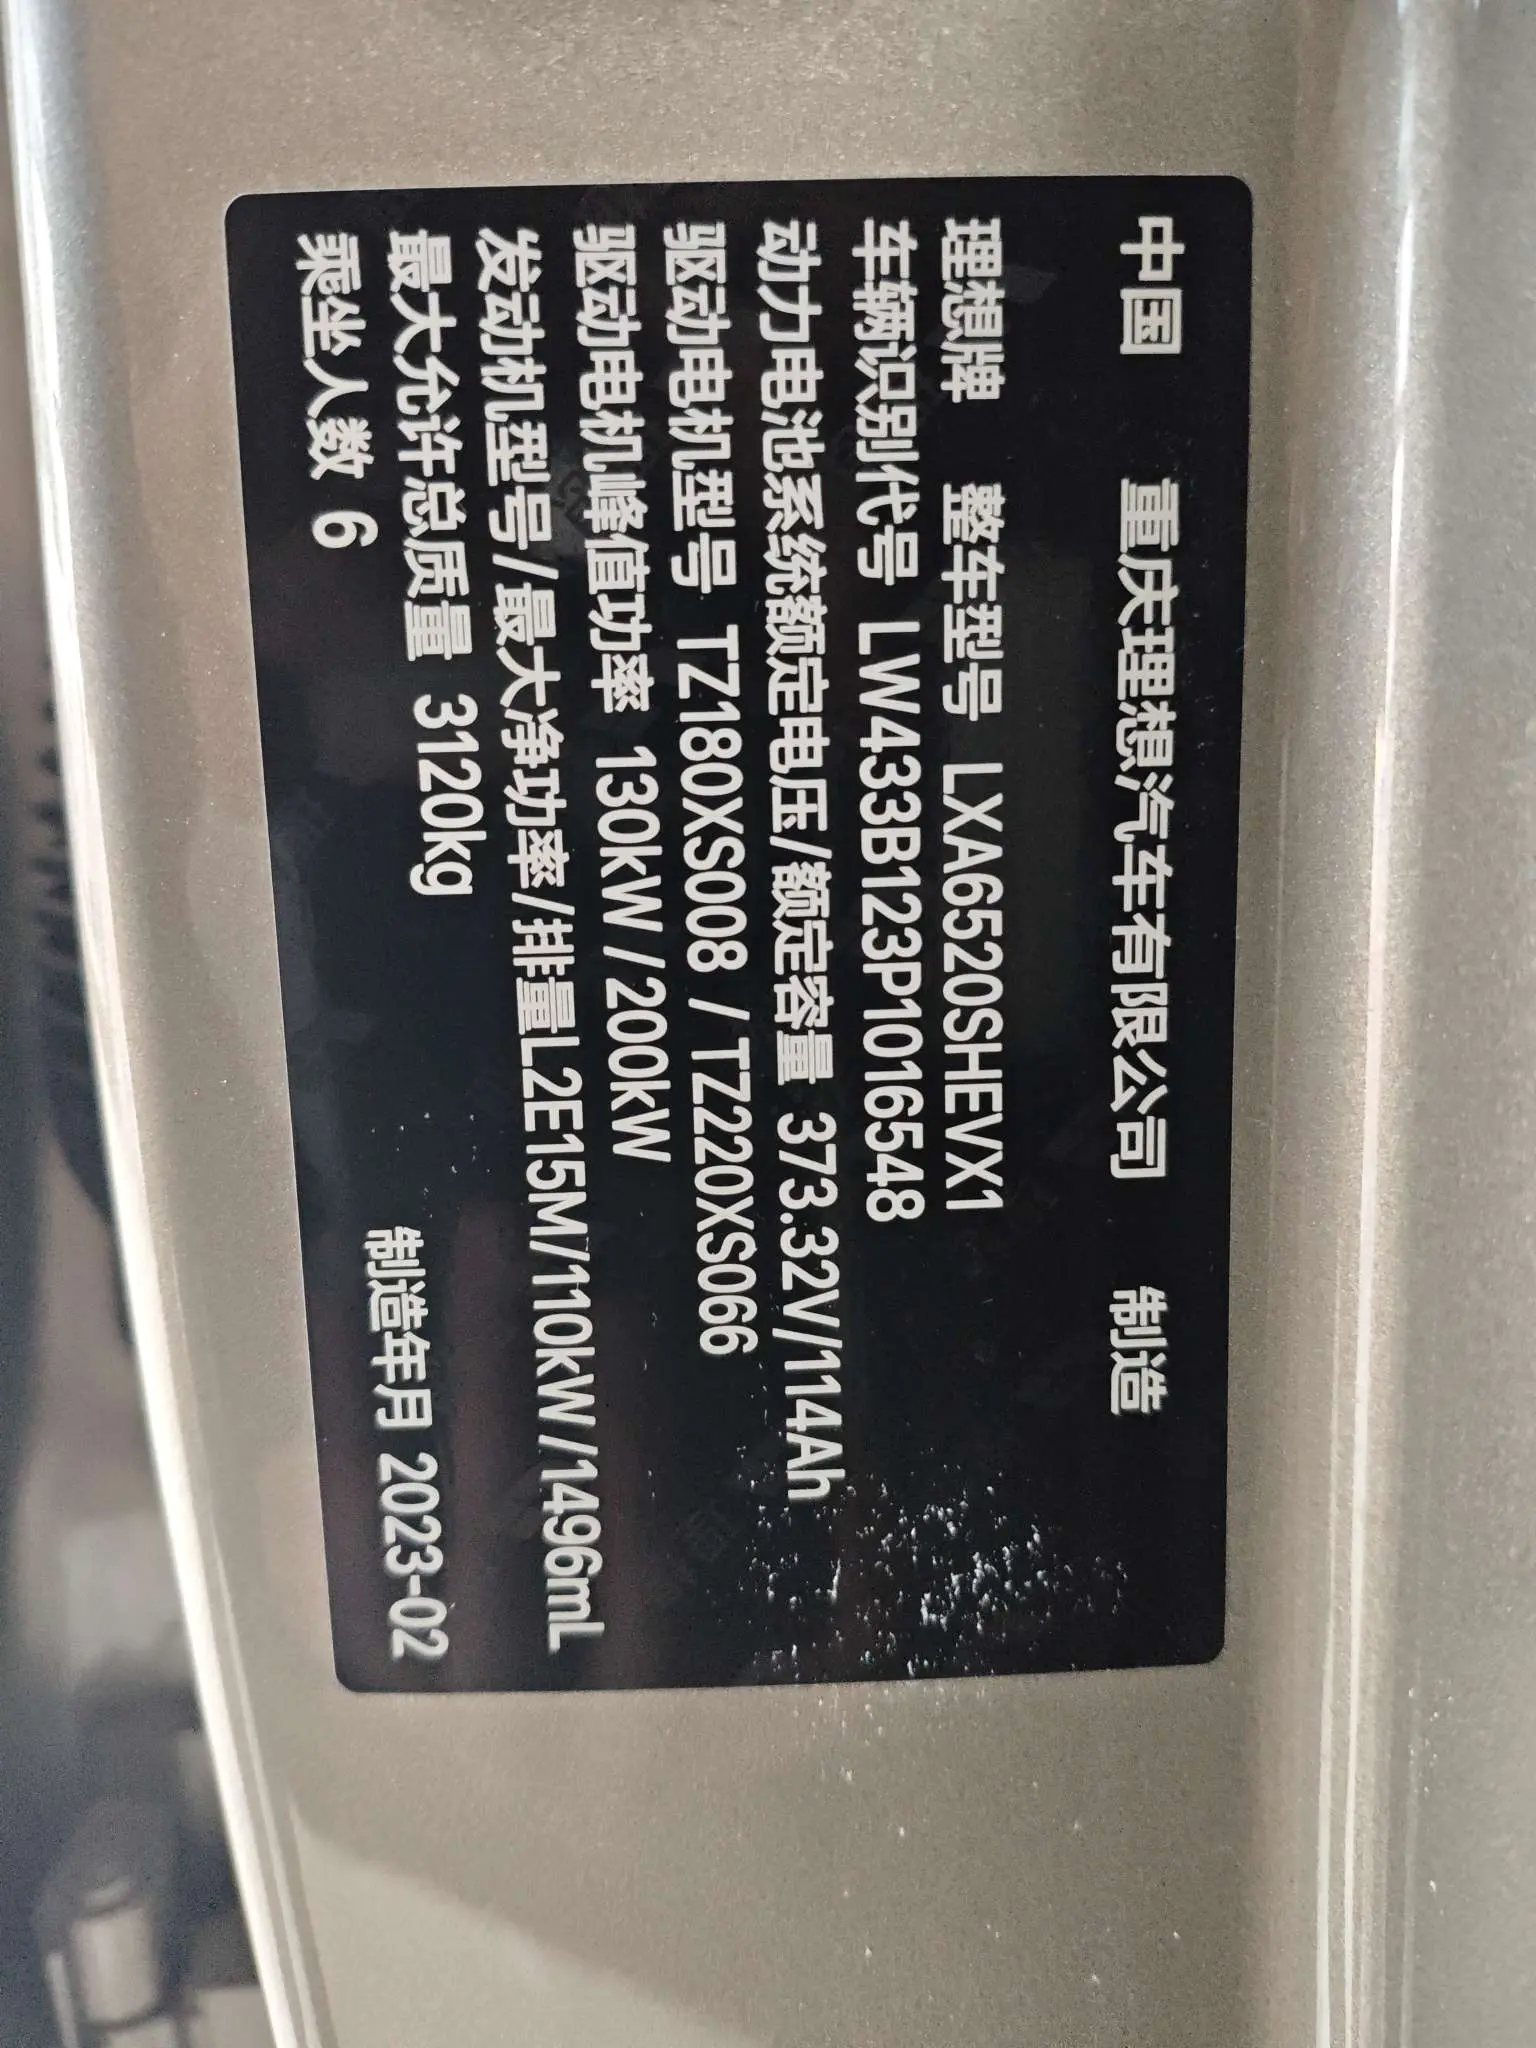 中国 重庆理想汽车有限公司 制造
理想牌 整车型号 LXA6520SHEVX1
车辆识别代号 LW433B123P1016548
动力电池系统额定电压/额定容量 373.32V/114Ah
驱动电机型号 TZ180XS008 / TZ220XS066
驱动电机峰值功率 130kW / 200kW
发动机型号/最大净功率/排量L2E15M/110kW/1496mL
最大允许总质量 3120kg
乘坐人数 6 制造年月 2023-02